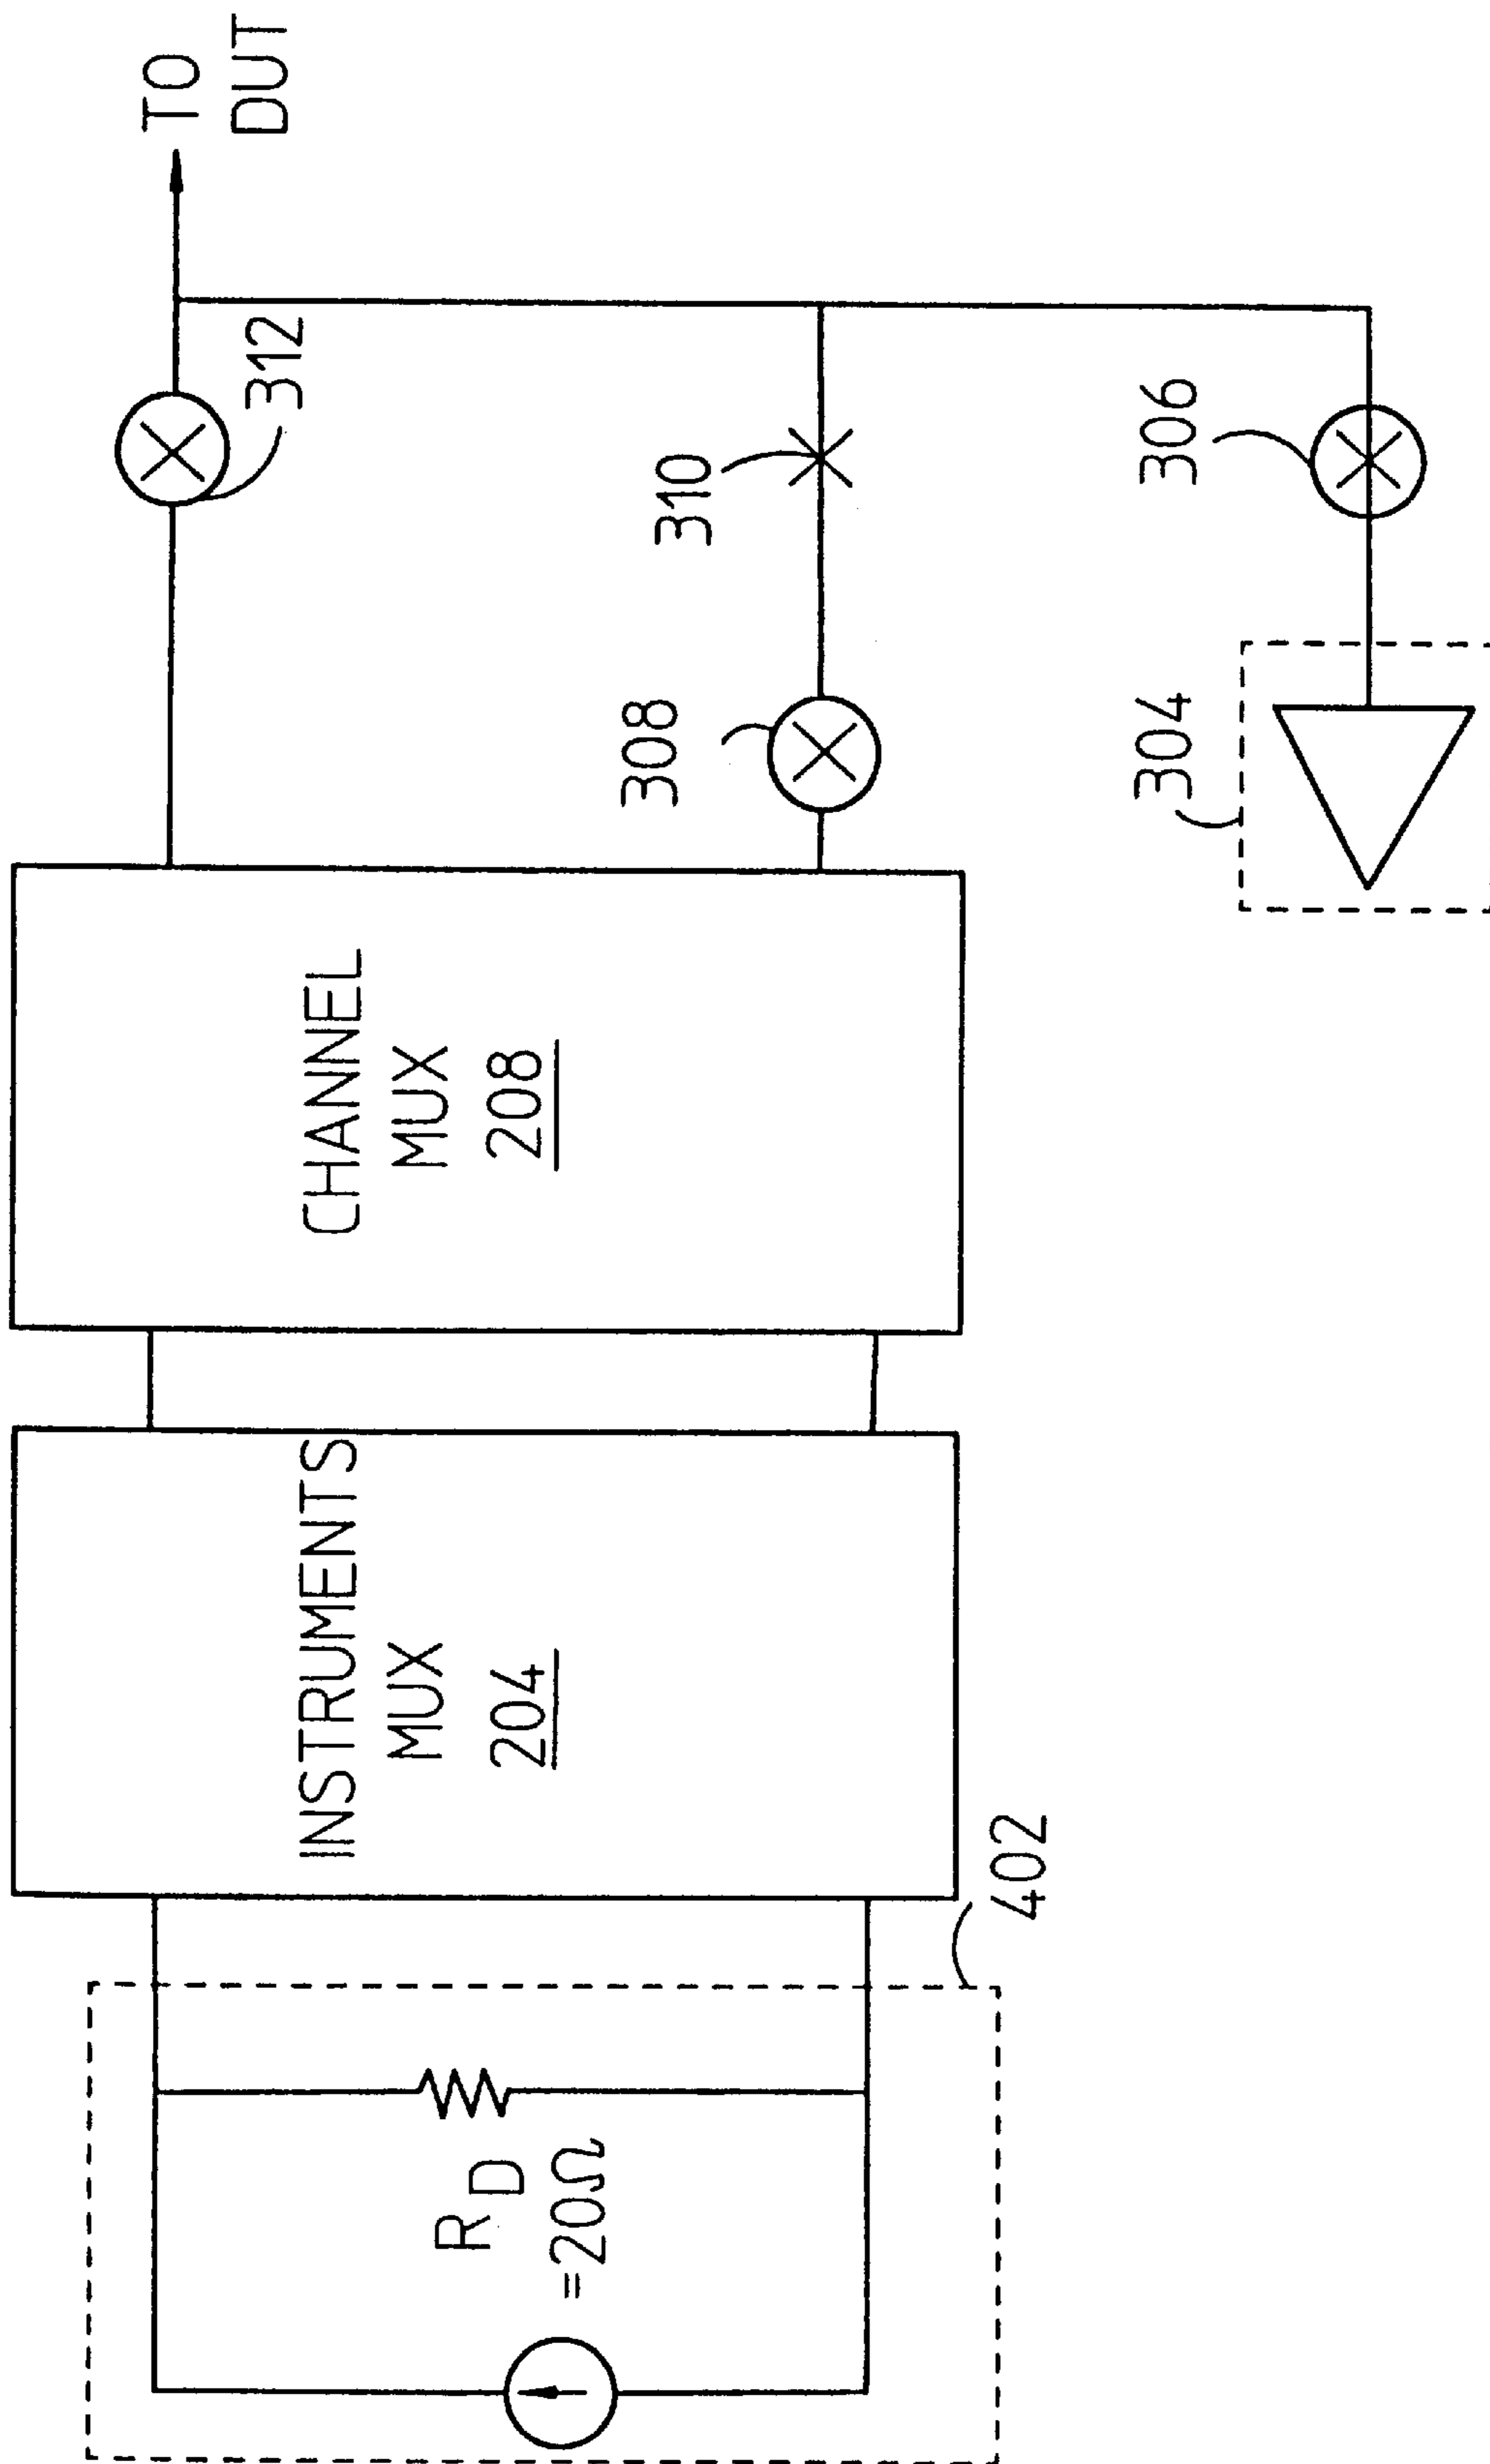 R D
=20Ω
402
INSTRUMENTS
MUX
204
CHANNEL
MUX
208
312
TO
DUT
308
310
304
306